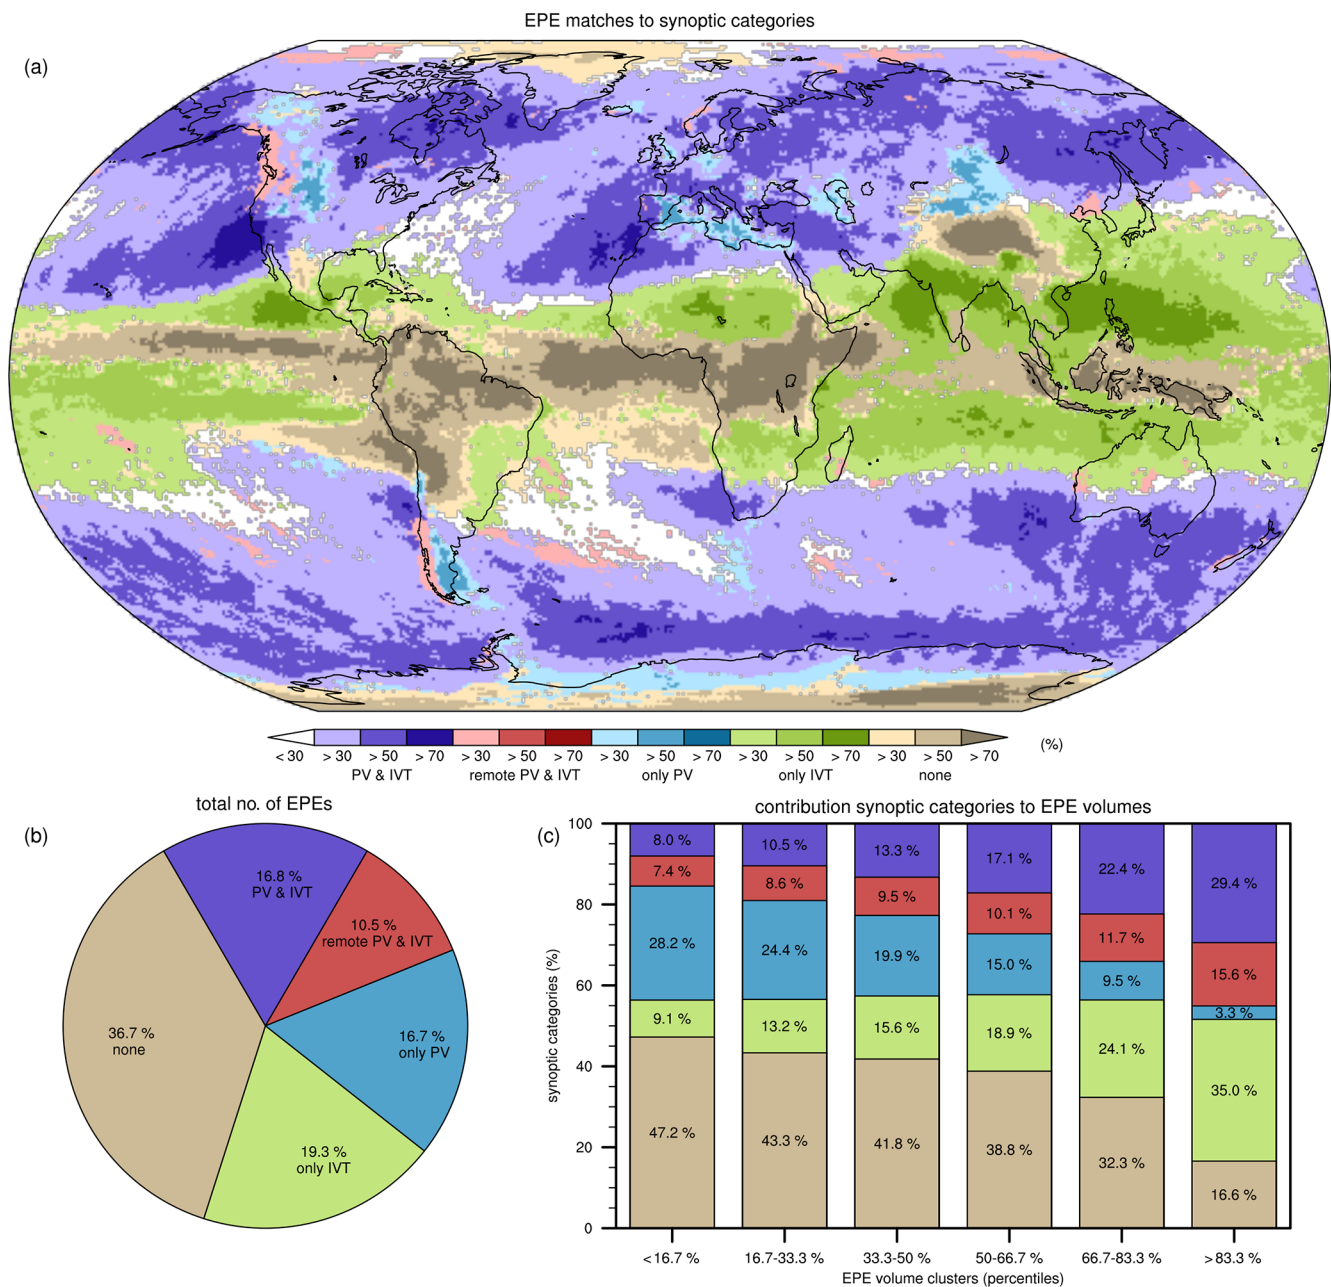 EPE matches to synoptic categories
(a)
< 30 > 30 > 50 > 70 > 30 > 50 > 70 > 30 > 50 > 70 > 30 > 50 > 70 > 30 > 50 > 70 (%)
PV & IVT remote PV & IVT only PV only IVT none
total no. of EPEs
(b)
16.8 %
PV & IVT
10.5 %
remote PV & IVT
16.7 %
only PV
19.3 %
only IVT
36.7 %
none
contribution synoptic categories to EPE volumes
(c)
synoptic categories (%)
100
80
60
40
20
0
8.0 %
7.4 %
28.2 %
9.1 %
47.2 %
10.5 %
8.6 %
24.4 %
13.2 %
43.3 %
13.3 %
9.5 %
19.9 %
15.6 %
41.8 %
17.1 %
10.1 %
15.0 %
18.9 %
38.8 %
22.4 %
11.7 %
9.5 %
24.1 %
32.3 %
29.4 %
15.6 %
3.3 %
35.0 %
16.6 %
< 16.7 % 16.7-33.3 % 33.3-50 % 50-66.7 % 66.7-83.3 % > 83.3 %
EPE volume clusters (percentiles)